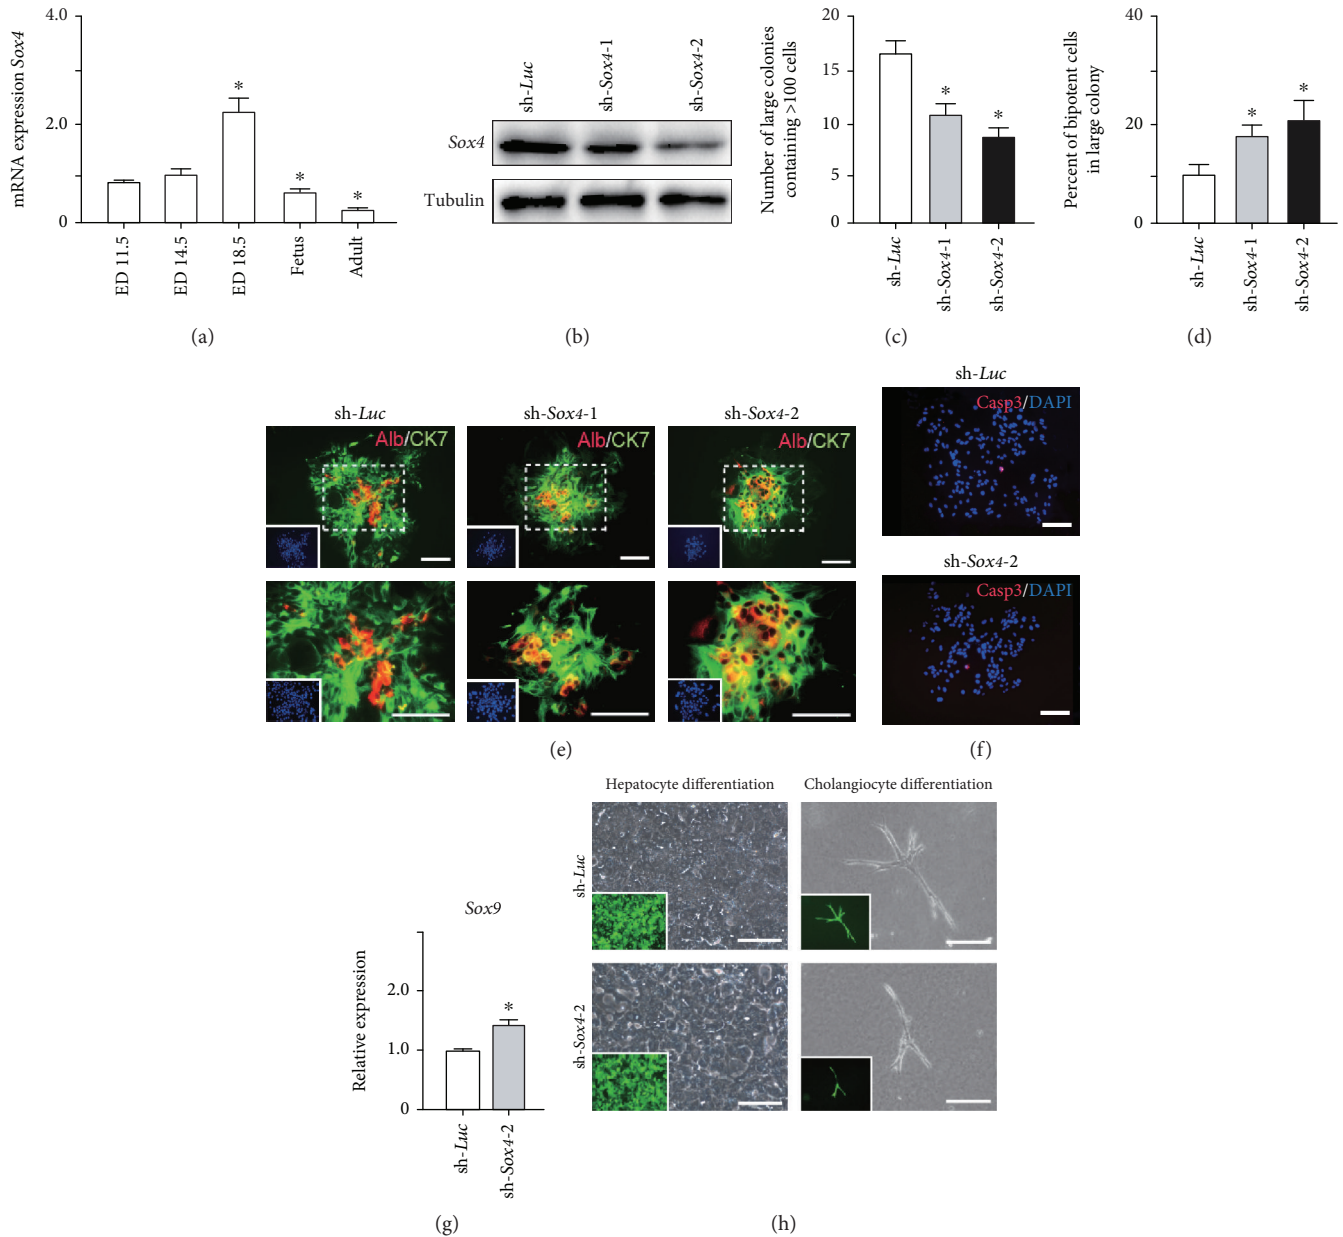 mRNA expression Sox4
4.0
2.0
0
*
*
*
ED 11.5
ED 14.5
ED 18.5
Fetus
Adult
(a)
sh-Luc
sh-Sox4-1
sh-Sox4-2
Sox4
Tubulin
(b)
Number of large colonies
containing >100 cells
20
15
10
5
0
*
*
sh-Luc
sh-Sox4-1
sh-Sox4-2
(c)
Percent of bipotent cells
in large colony
40
20
0
*
*
sh-Luc
sh-Sox4-1
sh-Sox4-2
(d)
sh-Luc
sh-Sox4-1
sh-Sox4-2
Alb/CK7
Alb/CK7
Alb/CK7
(e)
sh-Luc
Casp3/DAPI
sh-Sox4-2
Casp3/DAPI
(f)
Sox9
Relative expression
2.0
1.0
0
*
sh-Luc
sh-Sox4-2
(g)
Hepatocyte differentiation
Cholangiocyte differentiation
sh-Luc
sh-Sox4-2
(h)